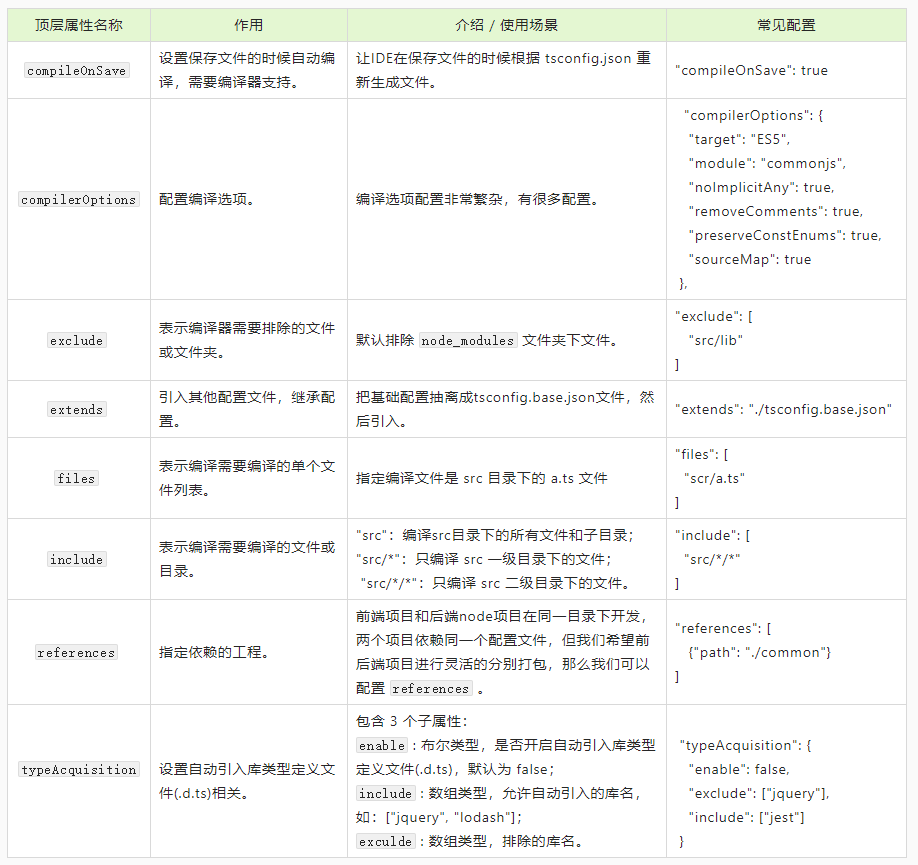 顶层属性名称 作用 介绍 / 使用场景 常见配置
compileOnSave
设置保存文件的时候自动编
译，需要编译器支持。
让IDE在保存文件的时候根据 tsconfig.json 重
新生成文件。
"compileOnSave": true
compilerOptions
配置编译选项。
编译选项配置非常繁杂，有很多配置。
"compilerOptions": {
"target": "ES5",
"module": "commonjs",
"noImplicitAny": true,
"removeComments": true,
"preserveConstEnums": true,
"sourceMap": true
},
exclude
表示编译器需要排除的文件
或文件夹。
默认排除 node_modules 文件夹下文件。
"exclude": [
"src/lib"
]
extends
引入其他配置文件，继承配
置。
把基础配置抽离成tsconfig.base.json文件，然
后引入。
"extends": "./tsconfig.base.json"
files
表示编译需要编译的单个文
件列表。
指定编译文件是 src 目录下的 a.ts 文件
"files": [
"scr/a.ts"
]
include
表示编译需要编译的文件或
目录。
"src"：编译src目录下的所有文件和子目录；
"src/*"：只编译 src 一级目录下的文件；
"src/*/*"：只编译 src 二级目录下的文件。
"include": [
"src/*/*"
]
references
指定依赖的工程。
前端项目和后端node项目在同一目录下开发，
两个项目依赖同一个配置文件，但我们希望前
后端项目进行灵活的分别打包，那么我们可以
配置 references 。
"references": [
{"path": "./common"}
]
typeAcquisition
设置自动引入库类型定义文
件(.d.ts)相关。
包含 3 个子属性：
enable : 布尔类型，是否开启自动引入库类型
定义文件(.d.ts)，默认为 false；
include : 数组类型，允许自动引入的库名，
如：["jquery", "lodash"]；
exculde : 数组类型，排除的库名。
"typeAcquisition": {
"enable": false,
"exclude": ["jquery"],
"include": ["jest"]
}